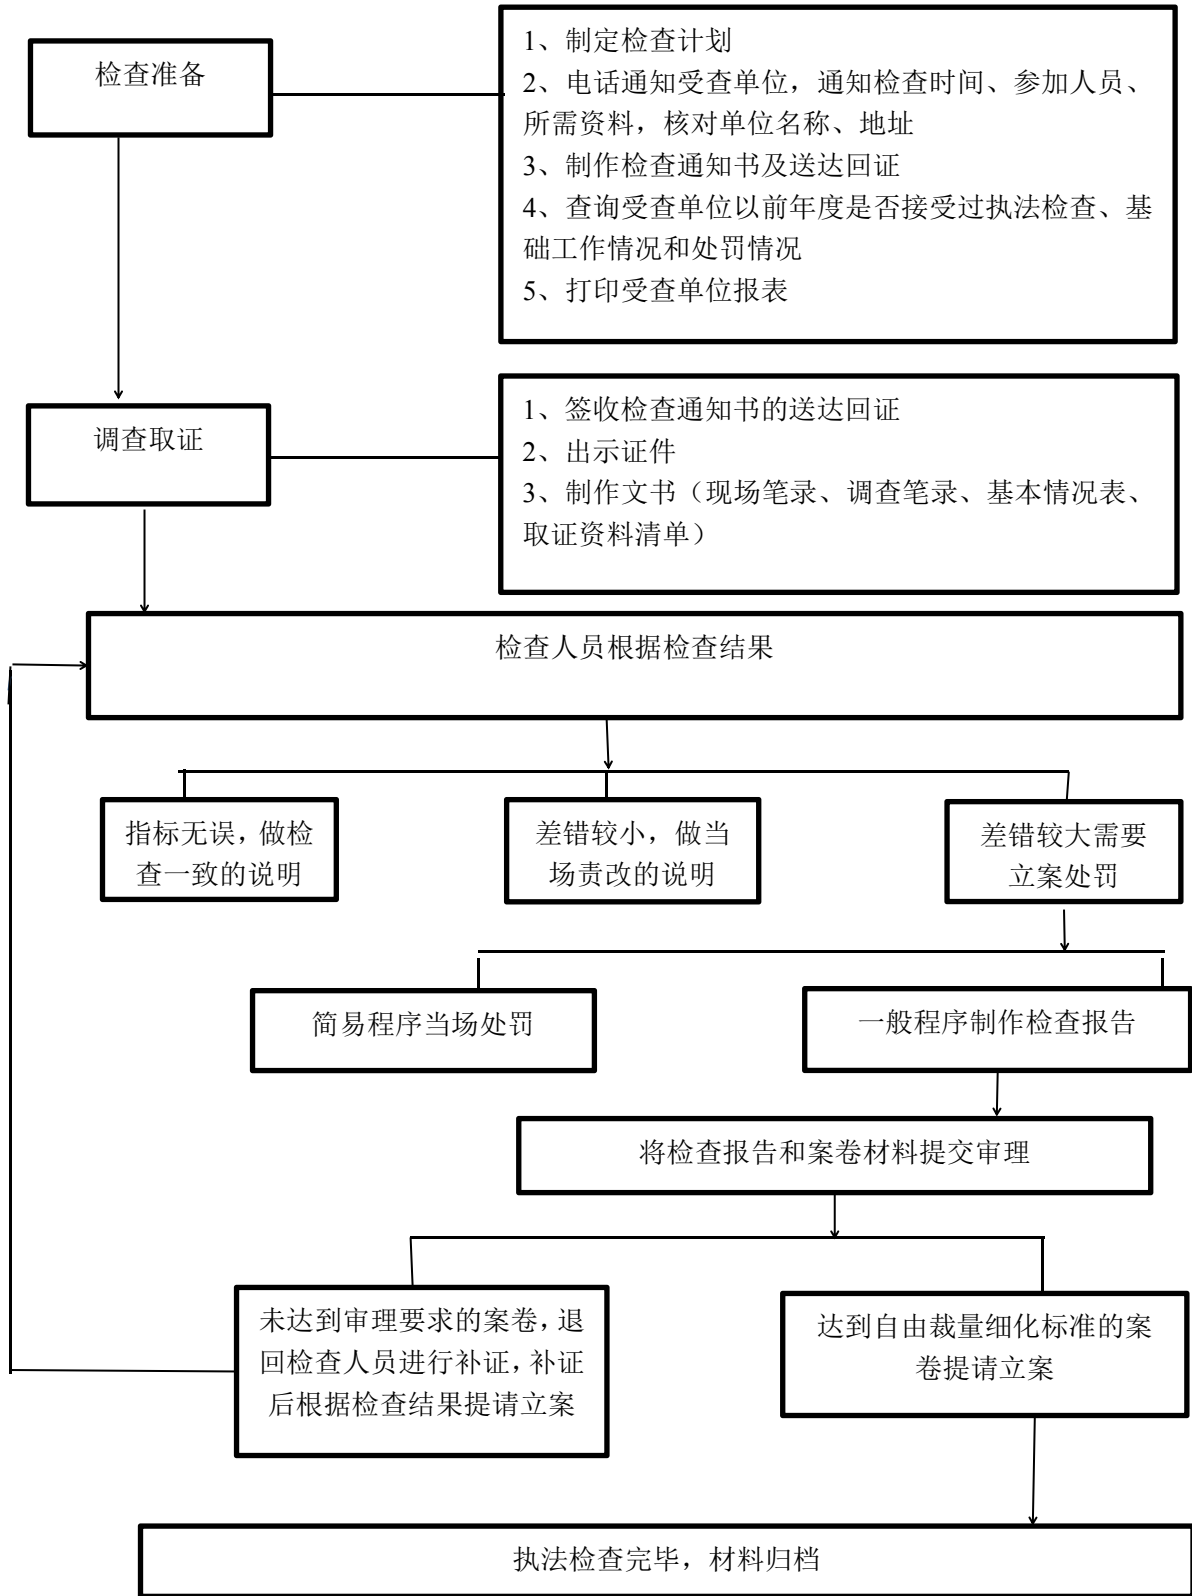 检查准备
1、制定检查计划
2、电话通知受查单位，通知检查时间、参加人员、
所需资料，核对单位名称、地址
3、制作检查通知书及送达回证
4、查询受查单位以前年度是否接受过执法检查、基
础工作情况和处罚情况
5、打印受查单位报表
调查取证
1、签收检查通知书的送达回证
2、出示证件
3、制作文书（现场笔录、调查笔录、基本情况表、
取证资料清单）
检查人员根据检查结果
指标无误，做检
查一致的说明
差错较小，做当
场责改的说明
差错较大需要
立案处罚
简易程序当场处罚
一般程序制作检查报告
将检查报告和案卷材料提交审理
未达到审理要求的案卷，退
回检查人员进行补证，补证
后根据检查结果提请立案
达到自由裁量细化标准的案
卷提请立案
执法检查完毕，材料归档